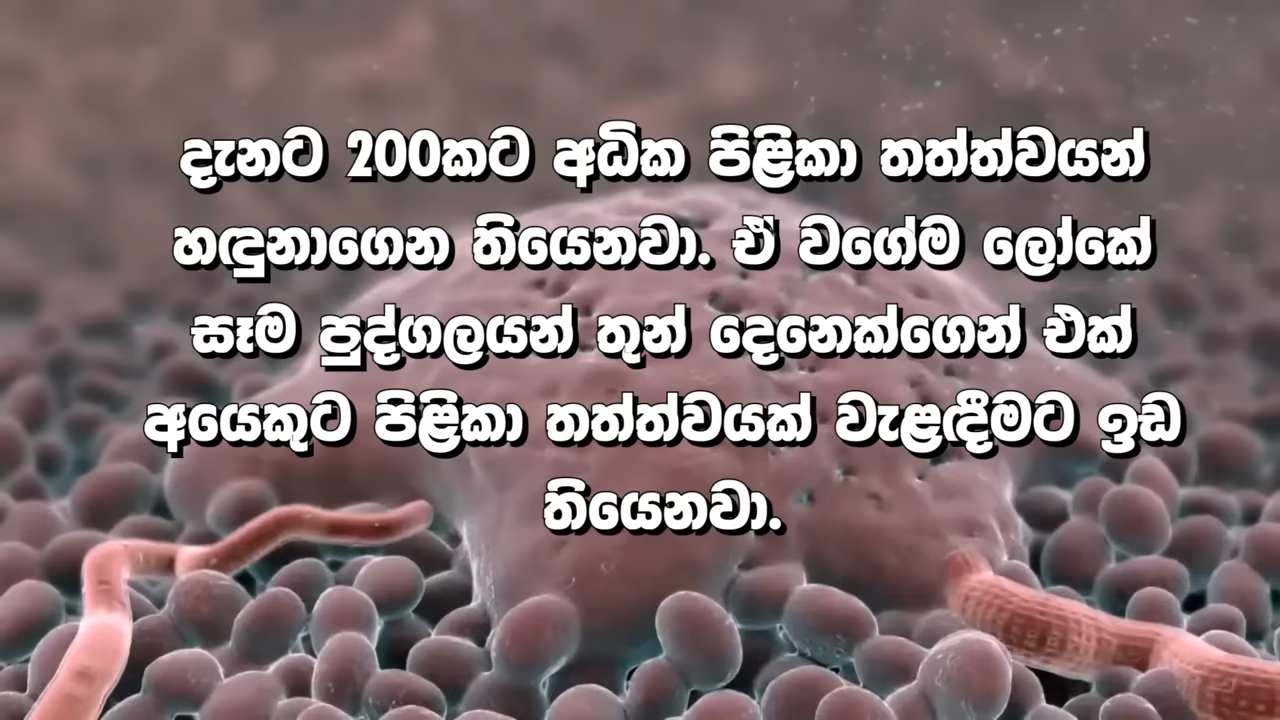 දැනට 200කට අධික පිළිකා තත්ත්වයන්
හඳුනාගෙන තියෙනවා. ඒ වගේම ලෝකේ
සෑම පුද්ගලයන් තුන් දෙනෙක්ගෙන් එක්
අයෙකුට පිළිකා තත්ත්වයක් වැළඳීමට ඉඩ
තියෙනවා.